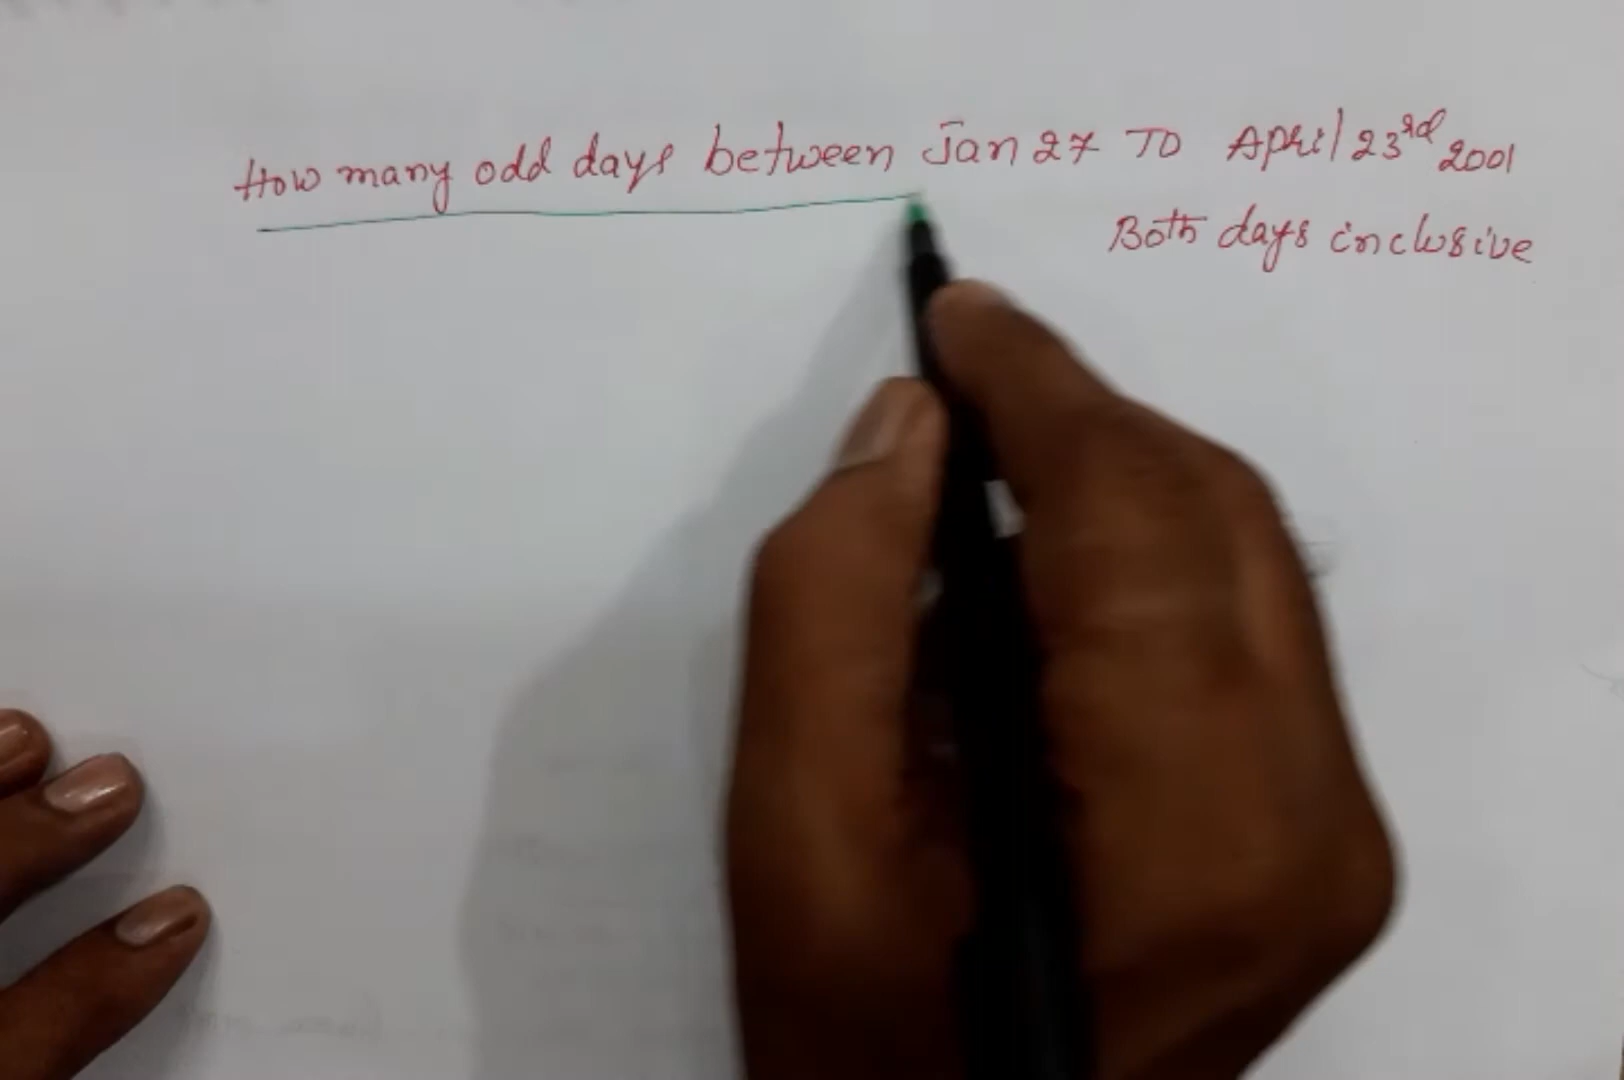 How many odd days between Jan 27 TO April 23rd 2001
Both days inclusive